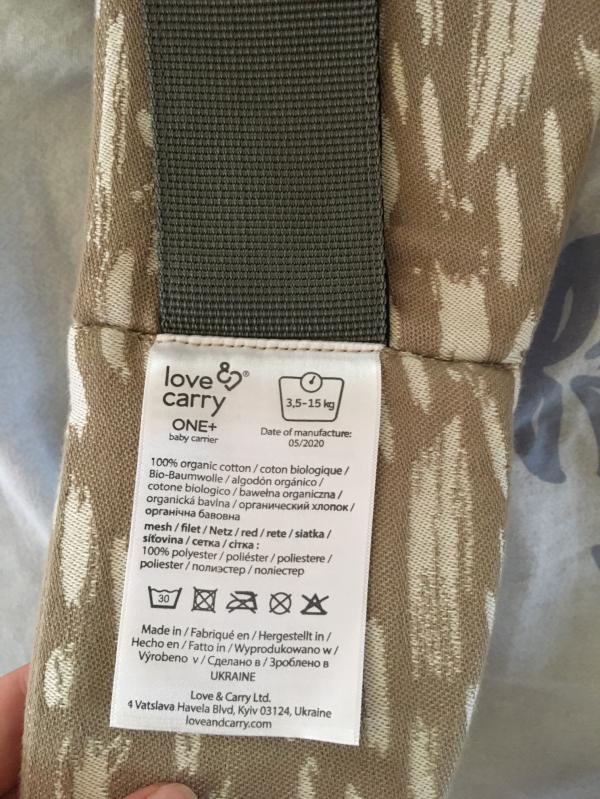 love & carry®
ONE+
baby carrier
3,5-15 kg
Date of manufacture:
05/2020
100% organic cotton / coton biologique /
Bio-Baumwolle / algodón orgánico /
cotone biologico / bawełna organiczna /
organická bavlna / органический хлопок /
органічна бавовна
mesh / filet / Netz / red / rete / siatka /
síťovina / сетка / сітка :
100% polyester / poliéster / poliestere /
poliester / полиэстер / поліестер
30
Made in / Fabriqué en / Hergestellt in /
Hecho en / Fatto in / Wyprodukowano w /
Výrobeno v / Сделано в / Зроблено в
UKRAINE
Love & Carry Ltd.
4 Vatslava Havela Blvd, Kyiv 03124, Ukraine
loveandcarry.com